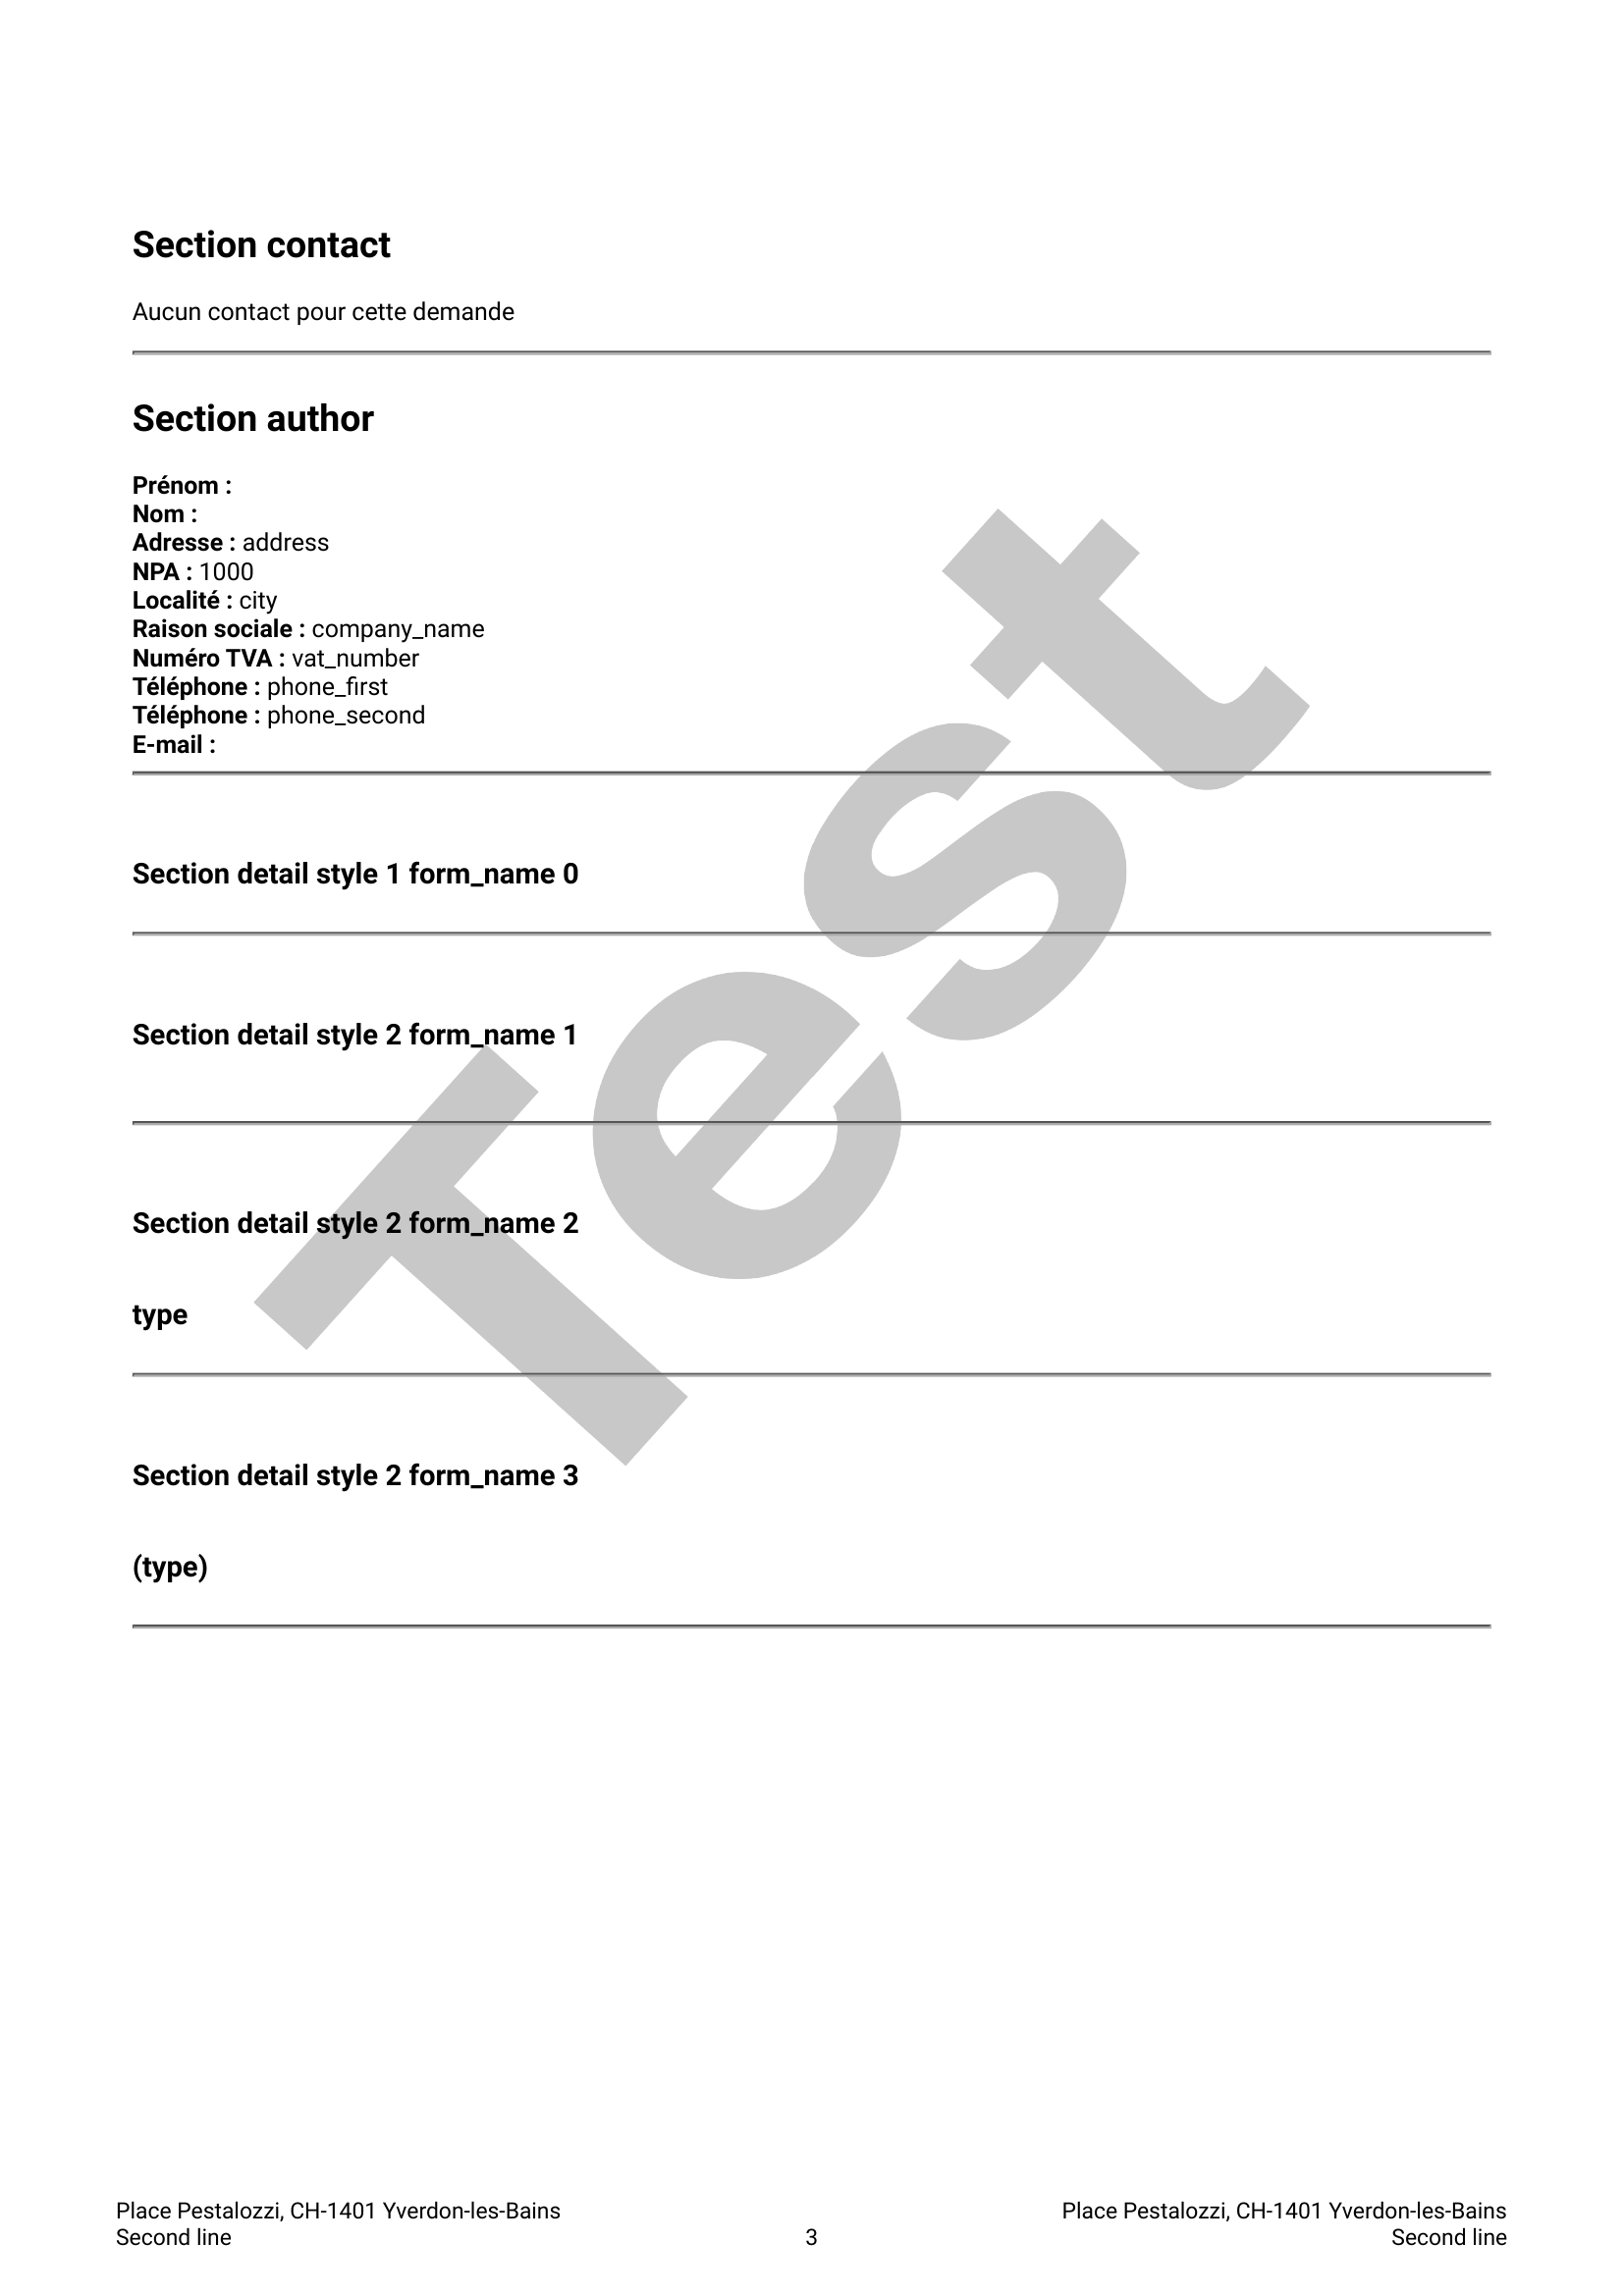 Section contact
Aucun contact pour cette demande
Section author
Prénom :
Nom :
Adresse : address
NPA : 1000
Localité : city
Raison sociale : company_name
Numéro TVA : vat_number
Téléphone : phone_first
Téléphone : phone_second
E-mail :
Section detail style 1 form_name 0
Section detail style 2 form_name 1
Section detail style 2 form_name 2
type
Section detail style 2 form_name 3
(type)
Test
Place Pestalozzi, CH-1401 Yverdon-les-Bains
Second line
3
Place Pestalozzi, CH-1401 Yverdon-les-Bains
Second line